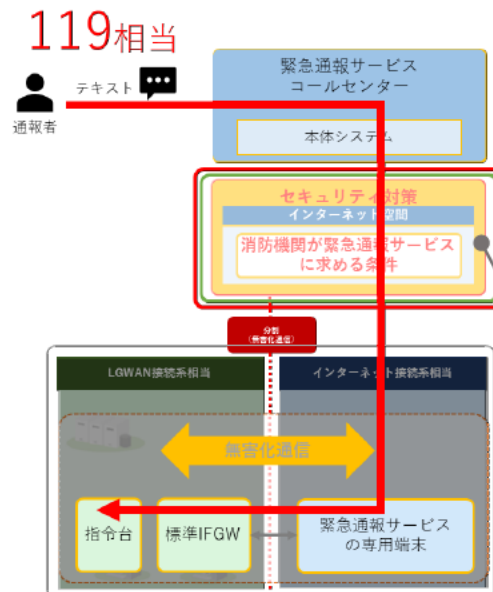 119相当
テキスト
通報者
緊急通報サービス
コールセンター
本体システム
セキュリティ対策
インターネット空間
消防機関が緊急通報サービス
に求める条件
分割
(無害化通信)
LGWAN接続系相当
インターネット接続系相当
無害化通信
指令台
標準IFGW
緊急通報サービス
の専用端末